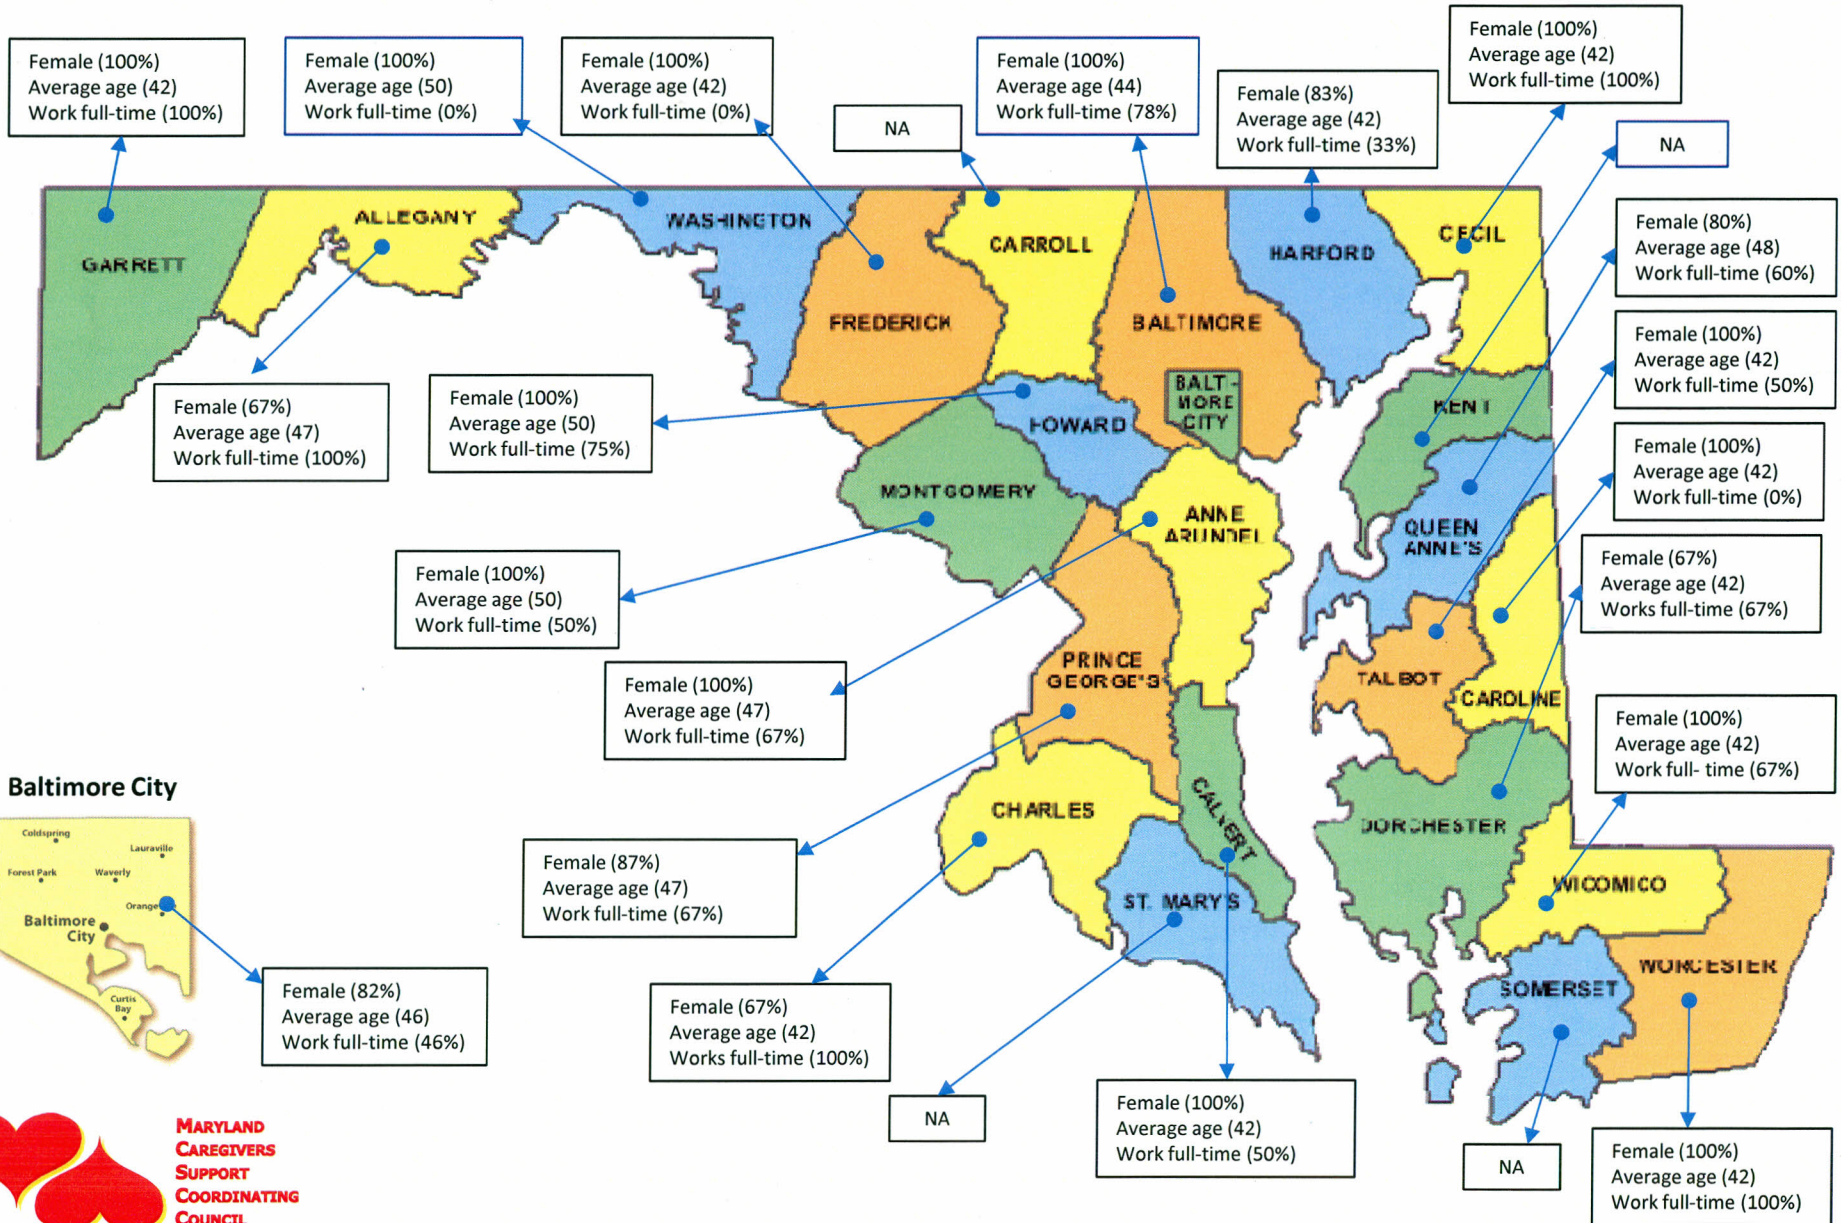 Female (100%)
Average age (42)
Work full-time (100%)
Female (100%)
Average age (50)
Work full-time (0%)
Female (100%)
Average age (42)
Work full-time (0%)
NA
Female (100%)
Average age (44)
Work full-time (78%)
Female (83%)
Average age (42)
Work full-time (33%)
Female (100%)
Average age (42)
Work full-time (100%)
NA
Female (80%)
Average age (48)
Work full-time (60%)
Female (100%)
Average age (42)
Work full-time (50%)
Female (100%)
Average age (42)
Work full-time (0%)
Female (67%)
Average age (42)
Works full-time (67%)
Female (100%)
Average age (42)
Work full- time (67%)
GARRETT
ALLEGANY
WASHINGTON
FREDERICK
CARROLL
BALTIMORE
HARFORD
CECIL
BALTI-
MORE
CITY
HOWARD
MONTGOMERY
ANNE
ARUNDEL
KENT
QUEEN
ANNE'S
PRINCE
GEORGE'S
TALBOT
CAROLINE
CHARLES
CALVERT
ST. MARY'S
DORCHESTER
WICOMICO
SOMERSET
WORCESTER
Female (67%)
Average age (47)
Work full-time (100%)
Female (100%)
Average age (50)
Work full-time (75%)
Female (100%)
Average age (50)
Work full-time (50%)
Female (100%)
Average age (47)
Work full-time (67%)
Female (87%)
Average age (47)
Work full-time (67%)
Female (67%)
Average age (42)
Works full-time (100%)
NA
Female (100%)
Average age (42)
Work full-time (50%)
NA
Female (100%)
Average age (42)
Work full-time (100%)
Baltimore City
Coldspring
Lauraville
Forest Park
Waverly
Orange
Baltimore
City
Curtis
Bay
Female (82%)
Average age (46)
Work full-time (46%)
MARYLAND
CAREGIVERS
SUPPORT
COORDINATING
COUNCIL